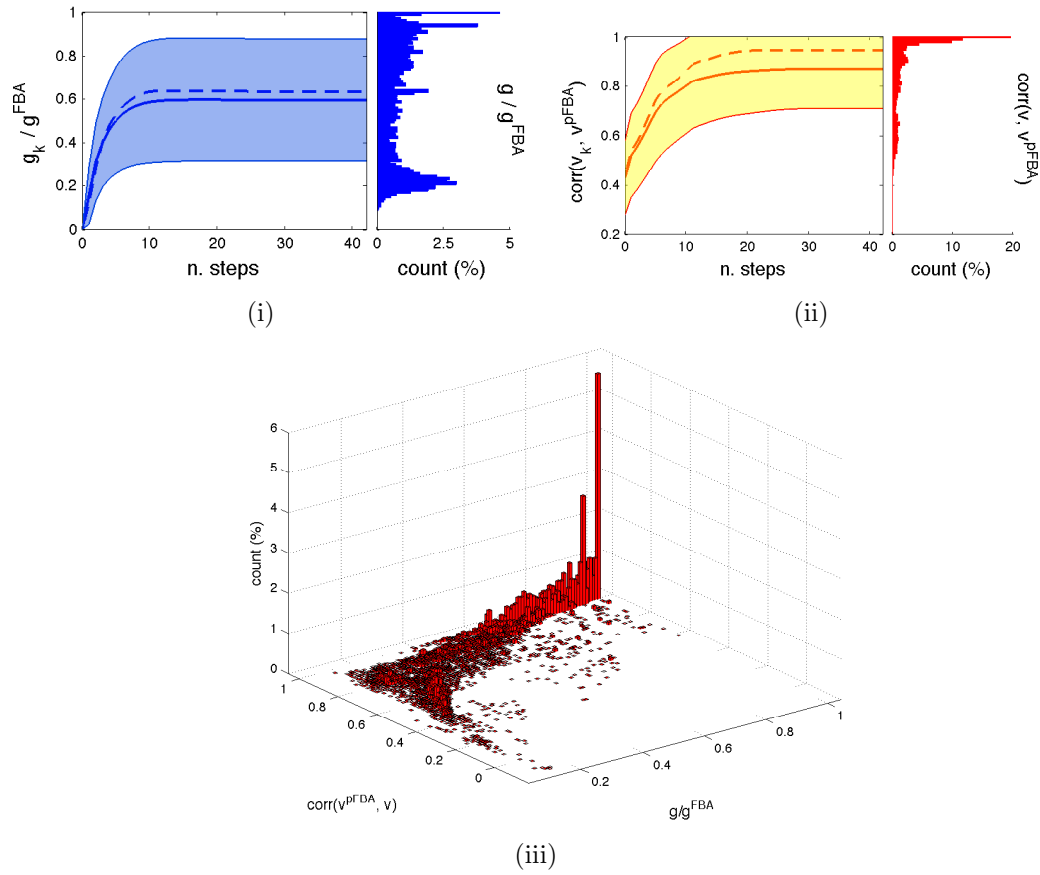 1
0.8
0.6
0.4
0.2
0
g_k / g^FBA
0 10 20 30 40
n. steps
0 2.5 5
count (%)
g / g^FBA
(i)
1
0.8
0.6
0.4
0.2
corr(v_k, v^pFBA)
0 10 20 30 40
n. steps
0 10 20
count (%)
corr(v, v^pFBA)
(ii)
6
5
4
3
2
1
0
count (%)
1
0.8
0.6
0.4
0.2
0
corr(v^pFBA, v)
0.2
0.4
0.6
0.8
1
g/g^FBA
(iii)